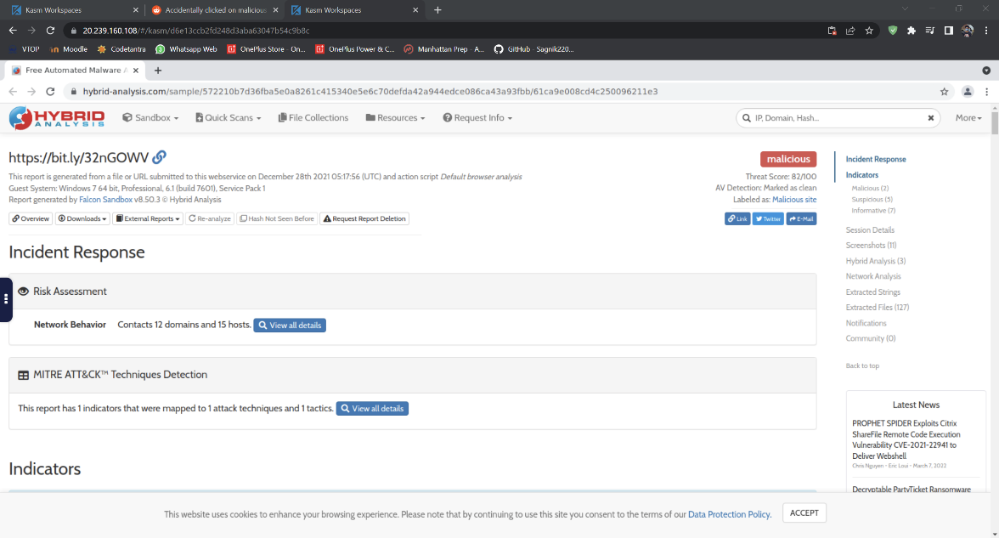 Kasm Workspaces
Accidentally clicked on malicious
Kasm Workspaces
20.239.160.108/#/kasm/d6e13ccb2fd248d3aba63047b54c9b8c
VTOP
Moodle
Codetantra
Whatsapp Web
OnePlus Store - On...
OnePlus Power & C...
Manhattan Prep - A...
GitHub - Sagnik220...
Free Automated Malware A
hybrid-analysis.com/sample/572210b7d36fba5e0a8261c415340e5e6c70defda42a944edce086ca43a93fbb/61ca9e008cd4c250096211e3
HYBRID
ANALYSIS
Sandbox
Quick Scans
File Collections
Resources
Request Info
IP, Domain, Hash...
More
https://bit.ly/32nGOWV
This report is generated from a file or URL submitted to this webservice on December 28th 2021 05:17:56 (UTC) and action script Default browser analysis
Guest System: Windows 7 64 bit, Professional, 6.1 (build 7601), Service Pack 1
Report generated by Falcon Sandbox v8.50.3 © Hybrid Analysis
malicious
Threat Score: 82/100
AV Detection: Marked as clean
Labeled as: Malicious site
Overview
Downloads
External Reports
Re-analyze
Hash Not Seen Before
Request Report Deletion
Link
Twitter
E-Mail
Incident Response
Risk Assessment
Network Behavior Contacts 12 domains and 15 hosts. View all details
MITRE ATT&CK™ Techniques Detection
This report has 1 indicators that were mapped to 1 attack techniques and 1 tactics. View all details
Indicators
Incident Response
Indicators
Malicious (2)
Suspicious (5)
Informative (7)
Session Details
Screenshots (11)
Hybrid Analysis (3)
Network Analysis
Extracted Strings
Extracted Files (127)
Notifications
Community (0)
Back to top
Latest News
PROPHET SPIDER Exploits Citrix
ShareFile Remote Code Execution
Vulnerability CVE-2021-22941 to
Deliver Webshell
Chris Nguyen - Eric Loui - March 7, 2022
Decryptable PartyTicket Ransomware
This website uses cookies to enhance your browsing experience. Please note that by continuing to use this site you consent to the terms of our Data Protection Policy.
ACCEPT